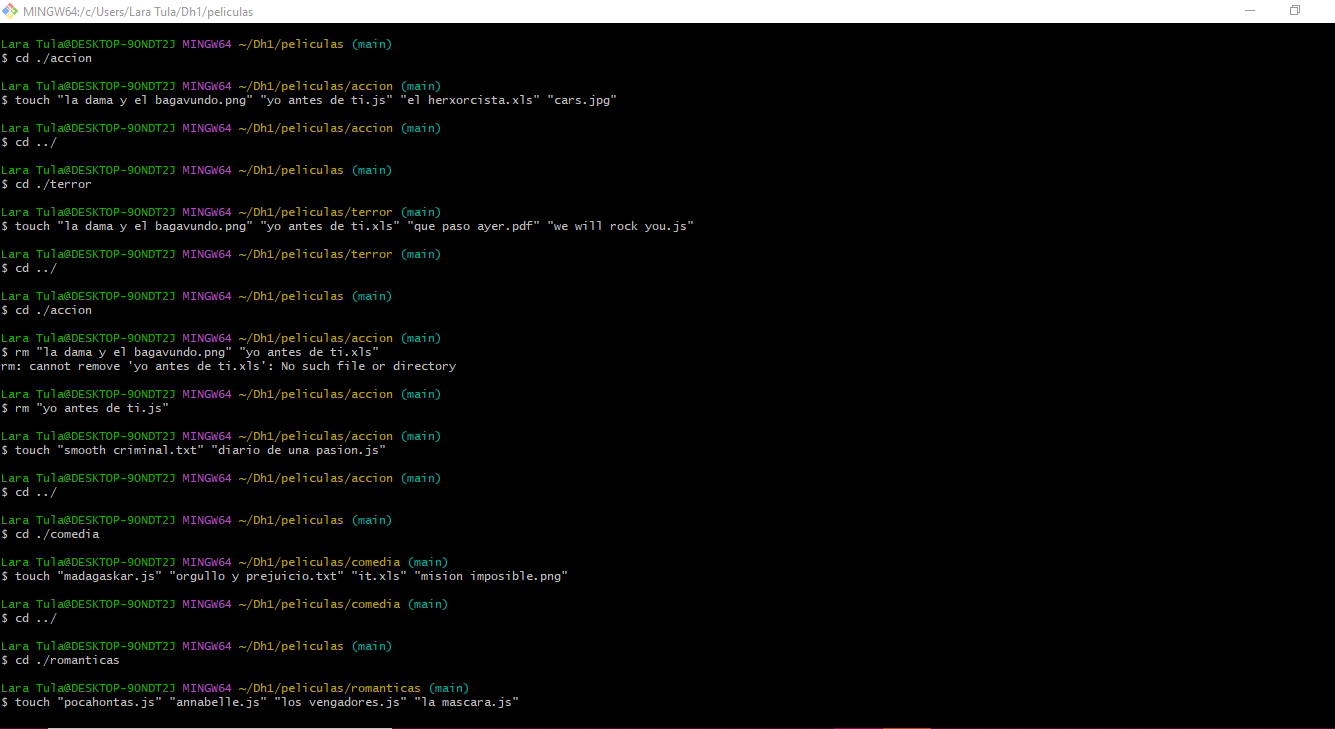 MINGW64:/c/Users/Lara Tula/Dh1/peliculas
Lara Tula@DESKTOP-9ONDT2J MINGW64 ~/Dh1/peliculas (main)
$ cd ./accion
Lara Tula@DESKTOP-9ONDT2J MINGW64 ~/Dh1/peliculas/accion (main)
$ touch "la dama y el bagavundo.png" "yo antes de ti.js" "el herxorcista.xls" "cars.jpg"
Lara Tula@DESKTOP-9ONDT2J MINGW64 ~/Dh1/peliculas/accion (main)
$ cd ../
Lara Tula@DESKTOP-9ONDT2J MINGW64 ~/Dh1/peliculas (main)
$ cd ./terror
Lara Tula@DESKTOP-9ONDT2J MINGW64 ~/Dh1/peliculas/terror (main)
$ touch "la dama y el bagavundo.png" "yo antes de ti.xls" "que paso ayer.pdf" "we will rock you.js"
Lara Tula@DESKTOP-9ONDT2J MINGW64 ~/Dh1/peliculas/terror (main)
$ cd ../
Lara Tula@DESKTOP-9ONDT2J MINGW64 ~/Dh1/peliculas (main)
$ cd ./accion
Lara Tula@DESKTOP-9ONDT2J MINGW64 ~/Dh1/peliculas/accion (main)
$ rm "la dama y el bagavundo.png" "yo antes de ti.xls"
rm: cannot remove 'yo antes de ti.xls': No such file or directory
Lara Tula@DESKTOP-9ONDT2J MINGW64 ~/Dh1/peliculas/accion (main)
$ rm "yo antes de ti.js"
Lara Tula@DESKTOP-9ONDT2J MINGW64 ~/Dh1/peliculas/accion (main)
$ touch "smooth criminal.txt" "diario de una pasion.js"
Lara Tula@DESKTOP-9ONDT2J MINGW64 ~/Dh1/peliculas/accion (main)
$ cd ../
Lara Tula@DESKTOP-9ONDT2J MINGW64 ~/Dh1/peliculas (main)
$ cd ./comedia
Lara Tula@DESKTOP-9ONDT2J MINGW64 ~/Dh1/peliculas/comedia (main)
$ touch "madagaskar.js" "orgullo y prejuicio.txt" "it.xls" "mision imposible.png"
Lara Tula@DESKTOP-9ONDT2J MINGW64 ~/Dh1/peliculas/comedia (main)
$ cd ../
Lara Tula@DESKTOP-9ONDT2J MINGW64 ~/Dh1/peliculas (main)
$ cd ./romanticas
Lara Tula@DESKTOP-9ONDT2J MINGW64 ~/Dh1/peliculas/romanticas (main)
$ touch "pocahontas.js" "annabelle.js" "los vengadores.js" "la mascara.js"